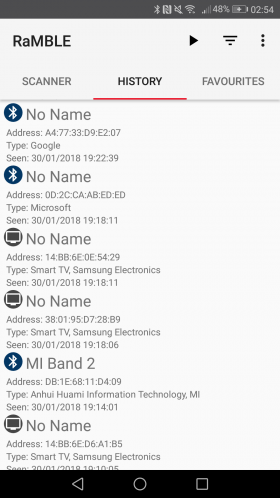 48% 02:54
RaMBLE
SCANNER HISTORY FAVOURITES
No Name
Address: A4:77:33:D9:E2:07
Type: Google
Seen: 30/01/2018 19:22:39
No Name
Address: 0D:2C:CA:AB:ED:ED
Type: Microsoft
Seen: 30/01/2018 19:18:11
No Name
Address: 14:BB:6E:0E:54:29
Type: Smart TV, Samsung Electronics
Seen: 30/01/2018 19:18:11
No Name
Address: 38:01:95:D7:28:B9
Type: Smart TV, Samsung Electronics
Seen: 30/01/2018 19:18:06
MI Band 2
Address: DB:1E:68:11:D4:09
Type: Anhui Huami Information Technology, MI
Seen: 30/01/2018 19:14:01
No Name
Address: 14:BB:6E:D6:A1:B5
Type: Smart TV, Samsung Electronics
Seen: 30/01/2018 19:10:05